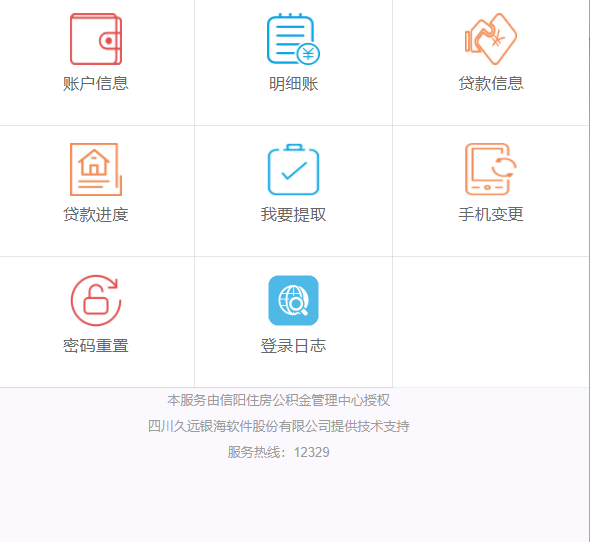 账户信息
明细账
贷款信息
贷款进度
我要提取
手机变更
密码重置
登录日志
本服务由信阳住房公积金管理中心授权
四川久远银海软件股份有限公司提供技术支持
服务热线：12329